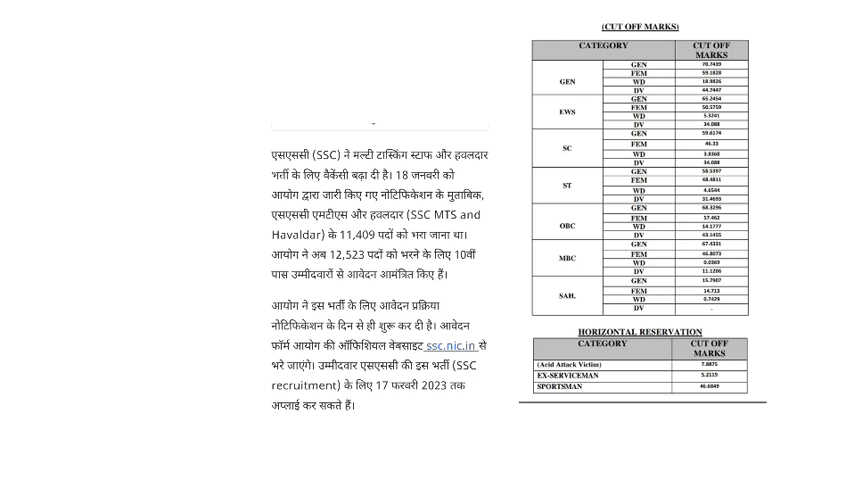 एसएससी (SSC) ने मल्टी टास्किंग स्टाफ और हवलदार
भर्ती के लिए वैकेंसी बढ़ा दी है। 18 जनवरी को
आयोग द्वारा जारी किए गए नोटिफिकेशन के मुताबिक,
एसएससी एमटीएस और हवलदार (SSC MTS and
Havaldar) के 11,409 पदों को भरा जाना था।
आयोग ने अब 12,523 पदों को भरने के लिए 10वीं
पास उम्मीदवारों से आवेदन आमंत्रित किए हैं।
आयोग ने इस भर्ती के लिए आवेदन प्रक्रिया
नोटिफिकेशन के दिन से ही शुरू कर दी है। आवेदन
फॉर्म आयोग की ऑफिशियल वेबसाइट ssc.nic.in से
भरे जाएंगे। उम्मीदवार एसएससी की इस भर्ती (SSC
recruitment) के लिए 17 फरवरी 2023 तक
अप्लाई कर सकते हैं।
(CUT OFF MARKS)
CATEGORY CUT OFF
MARKS
GEN
GEN 70.7439
FEM 59.1828
WD 18.9826
DV 44.7447
EWS
GEN 65.2454
FEM 50.5759
WD 5.3241
DV 34.088
SC
GEN 59.6174
FEM 46.33
WD 3.8368
DV 34.088
ST
GEN 58.5397
FEM 48.4811
WD 4.6544
DV 31.4693
OBC
GEN 68.3296
FEM 57.462
WD 14.1777
DV 43.1455
MBC
GEN 67.4331
FEM 46.8073
WD 0.0369
DV 11.1206
SAH.
GEN 15.7907
FEM 14.713
WD 0.7429
DV -
HORIZONTAL RESERVATION
CATEGORY CUT OFF
MARKS
(Acid Attack Victim) 7.8875
EX-SERVICEMAN 5.2119
SPORTSMAN 46.6849